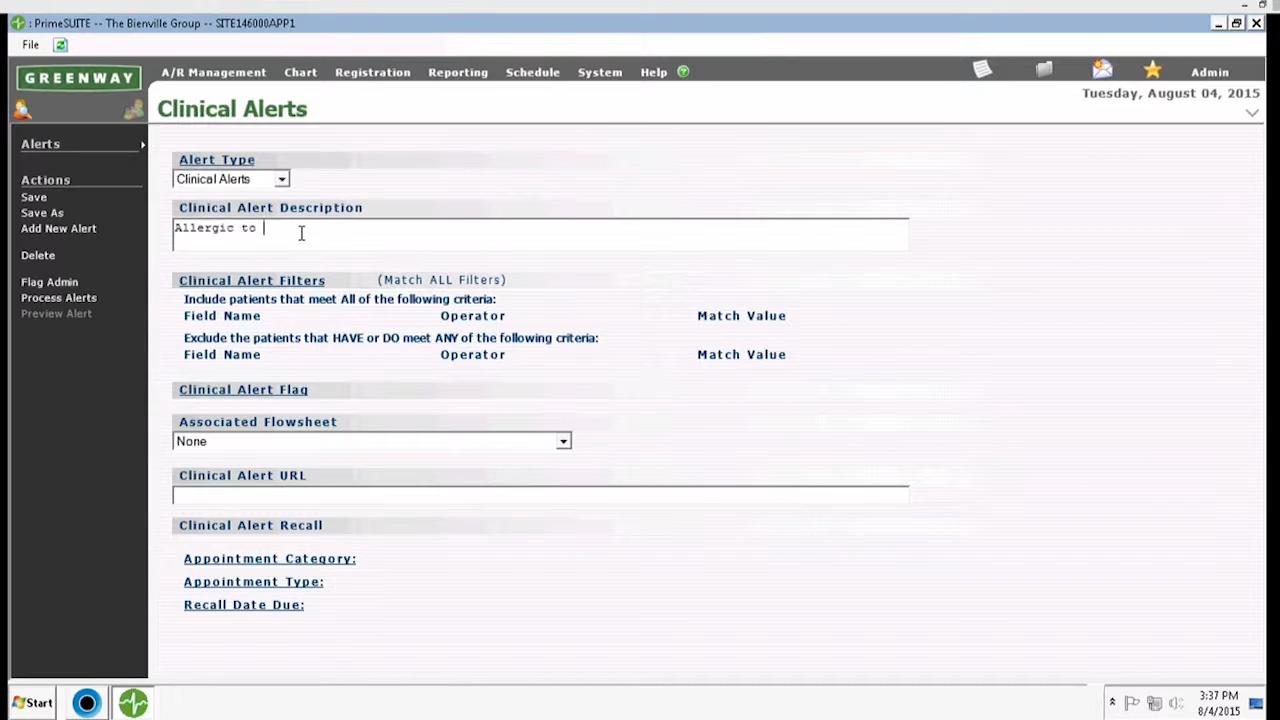 : PrimeSUITE -- The Bienville Group -- SITE146000APP1
File
GREENWAY
A/R Management Chart Registration Reporting Schedule System Help ? Admin
Tuesday, August 04, 2015
Clinical Alerts
Alerts
Actions
Save
Save As
Add New Alert
Delete
Flag Admin
Process Alerts
Preview Alert
Alert Type
Clinical Alerts
Clinical Alert Description
Allergic to
Clinical Alert Filters (Match ALL Filters)
Include patients that meet All of the following criteria:
Field Name Operator Match Value
Exclude the patients that HAVE or DO meet ANY of the following criteria:
Field Name Operator Match Value
Clinical Alert Flag
Associated Flowsheet
None
Clinical Alert URL
Clinical Alert Recall
Appointment Category:
Appointment Type:
Recall Date Due:
Start
3:37 PM
8/4/2015